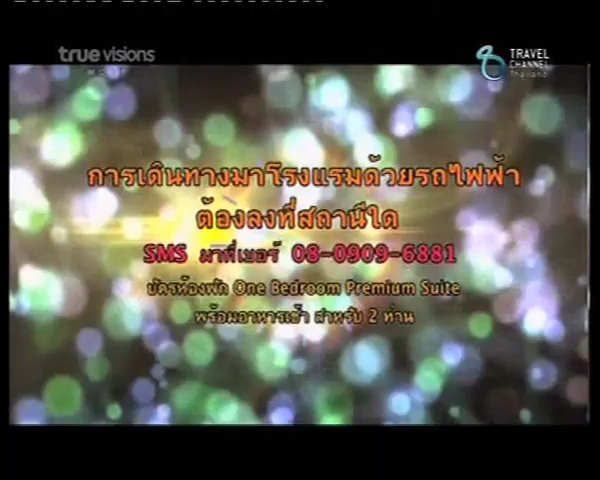 true visions
TRAVEL
CHANNEL
Thailand
การเดินทางมาโรงแรมด้วยรถไฟฟ้า
ต้องลงที่สถานีใด
SMS มาที่เบอร์ 08-0909-6881
บัตรห้องพัก One Bedroom Premium Suite
พร้อมอาหารเช้า สำหรับ 2 ท่าน